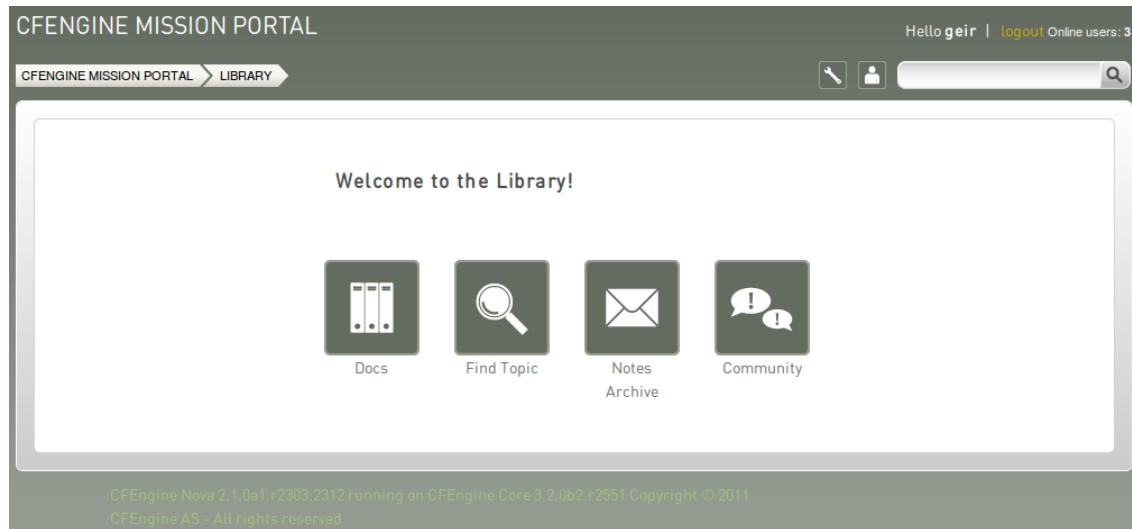 CFENGINE MISSION PORTAL
Hello geir | logout Online users: 3
CFENGINE MISSION PORTAL LIBRARY
Welcome to the Library!
Docs
Find Topic
Notes
Archive
Community
CFEngine Nova 2.1.0a1.r2303:2312 running on CFEngine Core 3.2.0b2.r2551 Copyright © 2011
CFEngine AS - All rights reserved